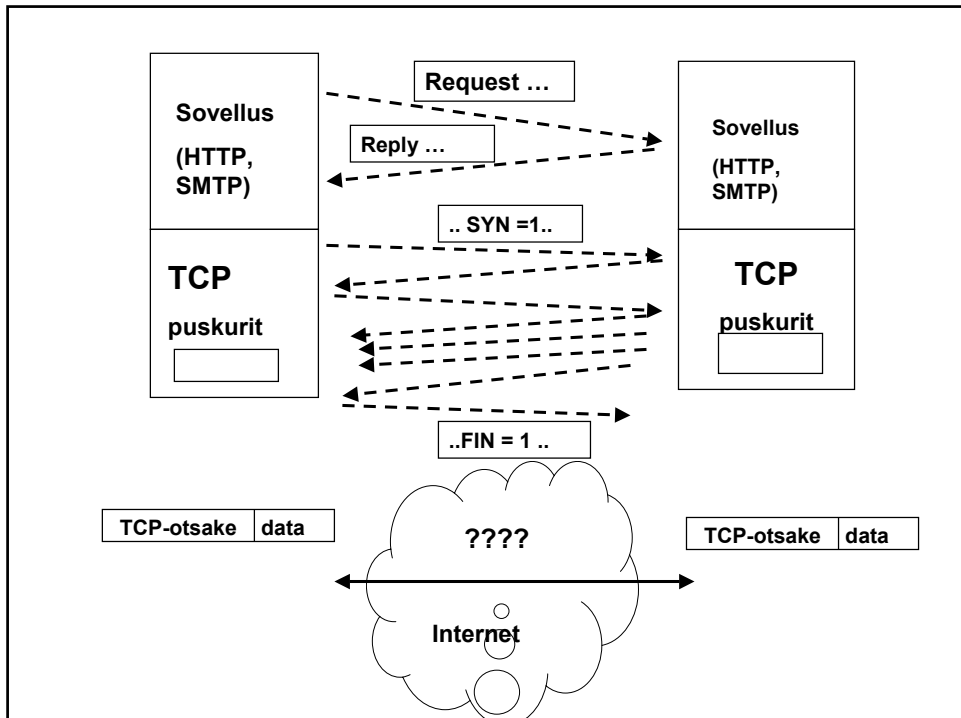 Request …
Sovellus
(HTTP,
SMTP)
Reply …
Sovellus
(HTTP,
SMTP)
.. SYN =1..
TCP
puskurit
TCP
puskurit
..FIN = 1 ..
TCP-otsake data
????
TCP-otsake data
Internet